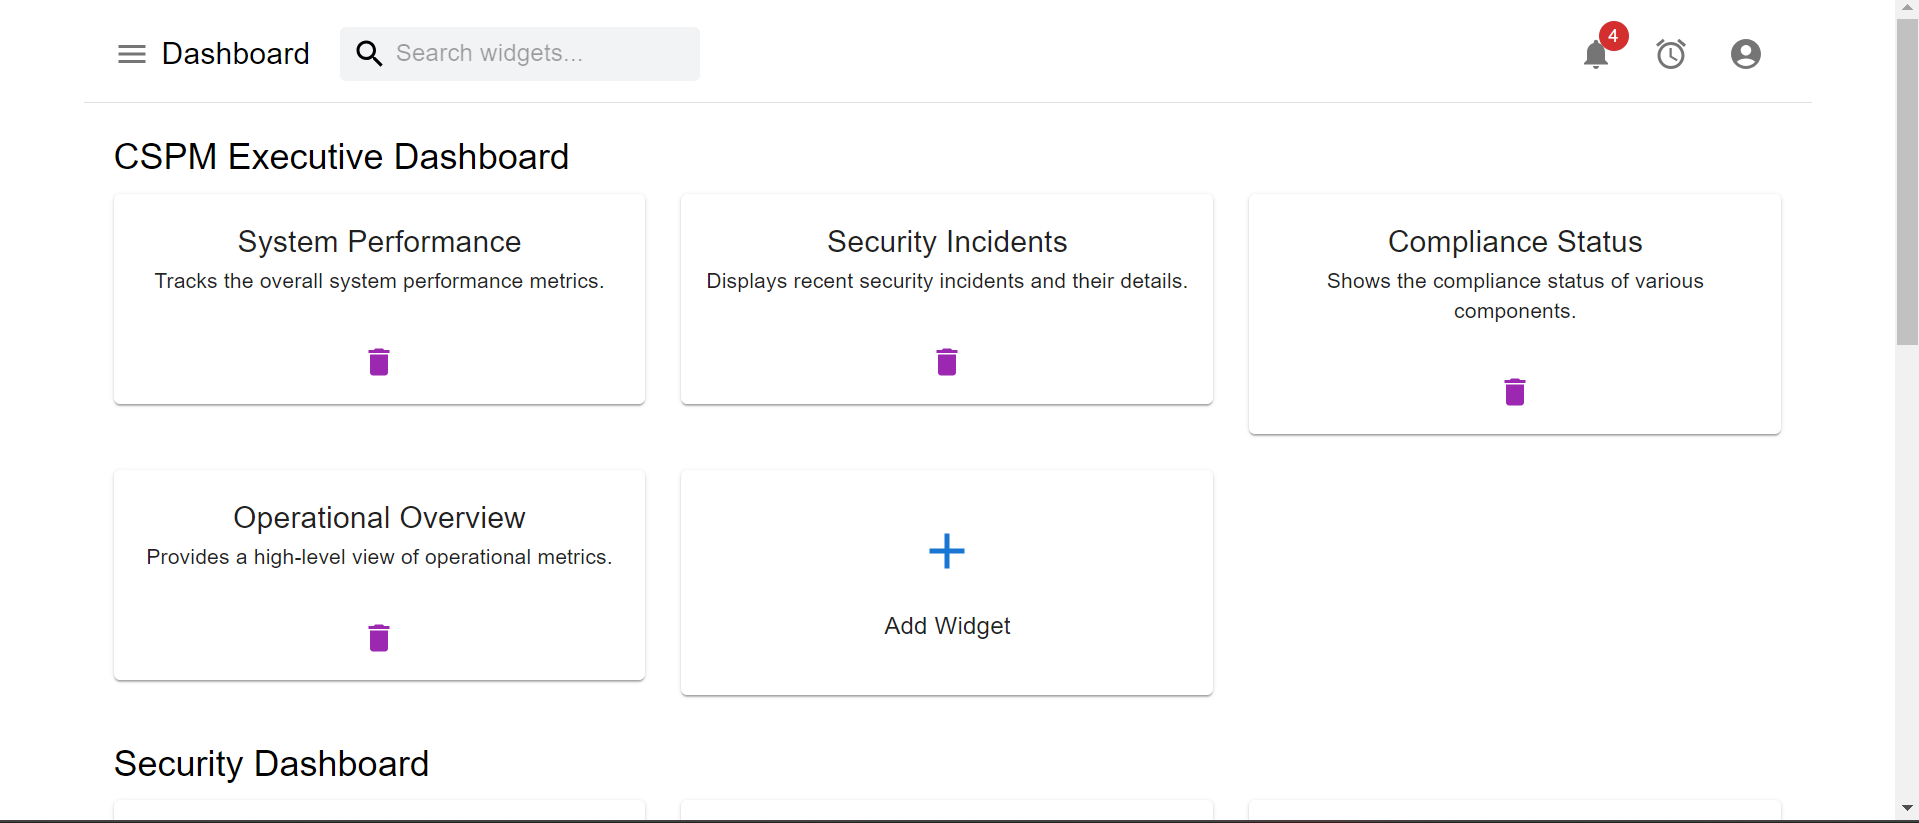 Dashboard
Search widgets...
4
CSPM Executive Dashboard
System Performance
Tracks the overall system performance metrics.
Security Incidents
Displays recent security incidents and their details.
Compliance Status
Shows the compliance status of various
components.
Operational Overview
Provides a high-level view of operational metrics.
Add Widget
Security Dashboard